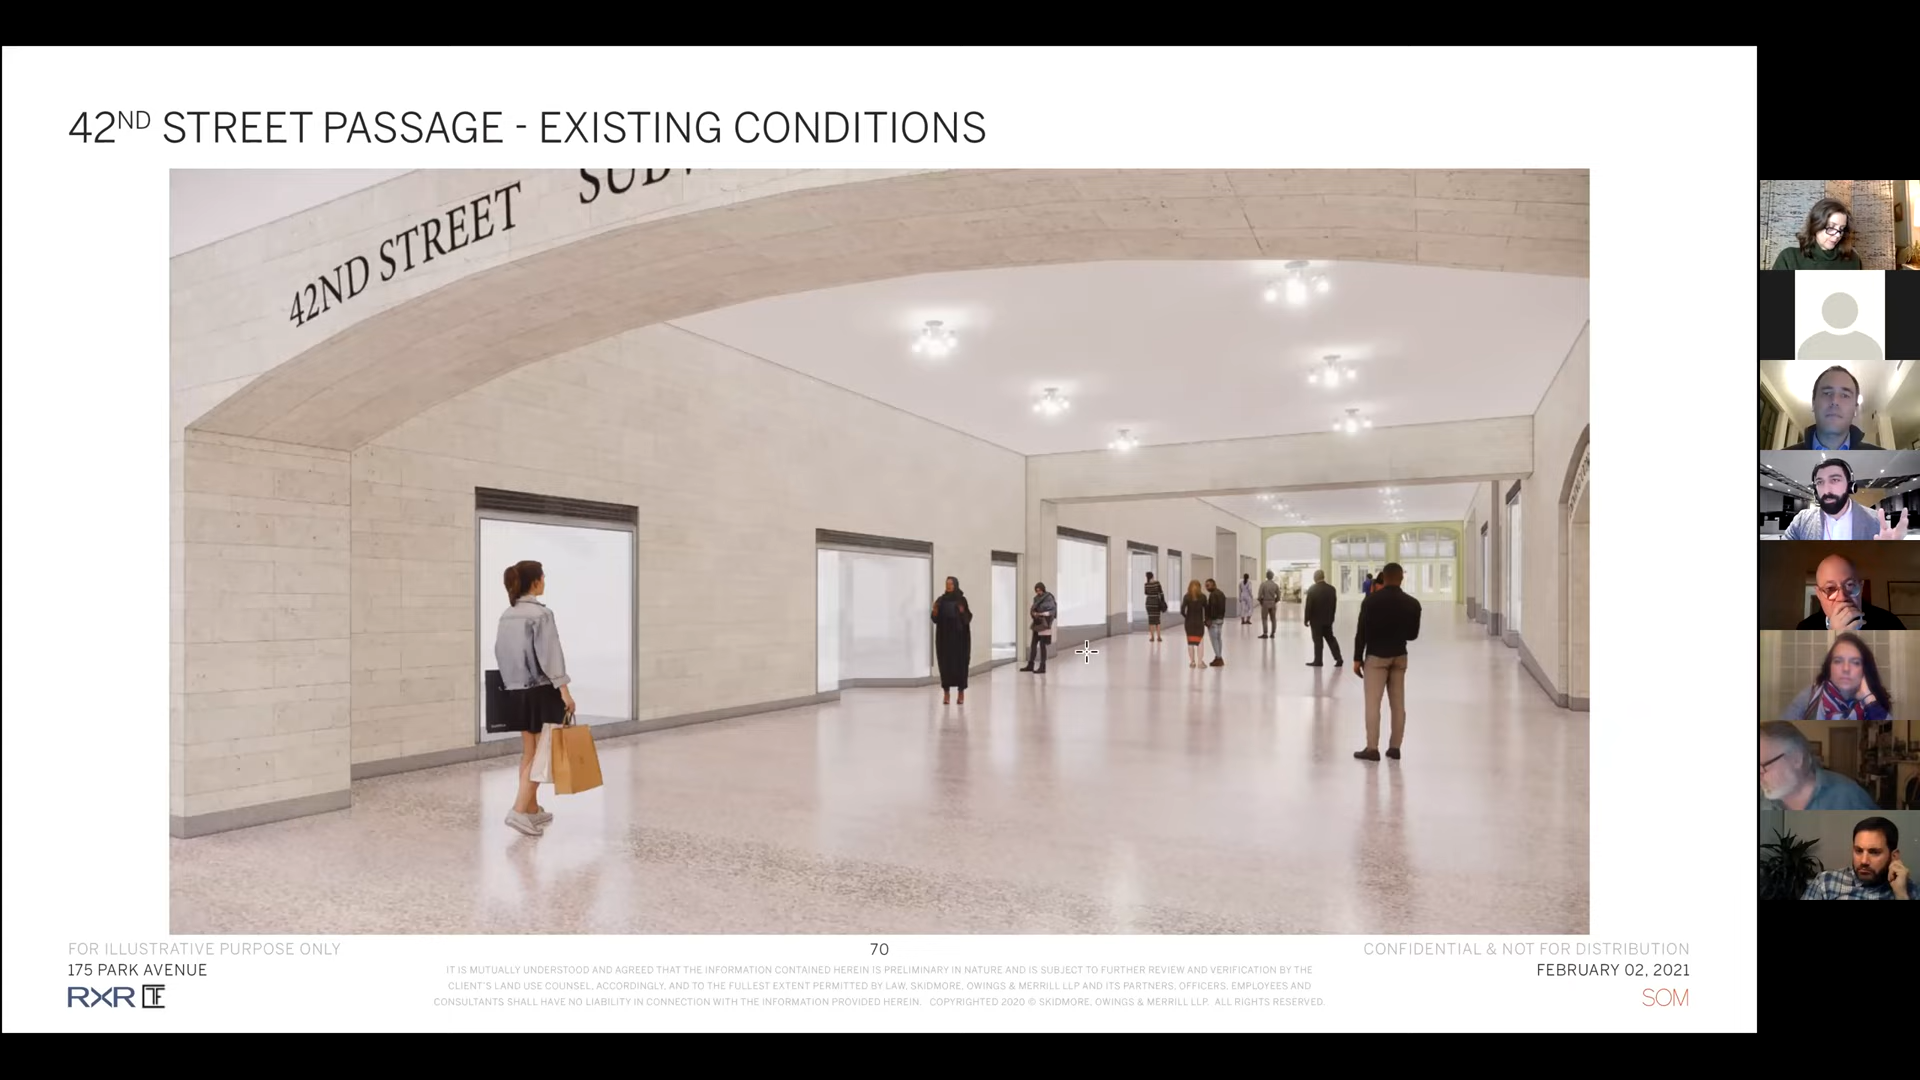 42ND STREET PASSAGE - EXISTING CONDITIONS
42ND STREET
FOR ILLUSTRATIVE PURPOSE ONLY
70
CONFIDENTIAL & NOT FOR DISTRIBUTION
175 PARK AVENUE
FEBRUARY 02, 2021
IT IS MUTUALLY UNDERSTOOD AND AGREED THAT THE INFORMATION CONTAINED HEREIN IS PRELIMINARY IN NATURE AND IS SUBJECT TO FURTHER REVIEW AND VERIFICATION BY THE
CLIENT'S LAND USE COUNSEL, ACCORDINGLY, AND TO THE FULLEST EXTENT PERMITTED BY LAW, SKIDMORE, OWINGS & MERRILL LLP AND ITS PARTNERS, OFFICERS, EMPLOYEES AND
CONSULTANTS SHALL HAVE NO LIABILITY IN CONNECTION WITH THE INFORMATION PROVIDED HEREIN. COPYRIGHTED 2020 © SKIDMORE, OWINGS & MERRILL LLP. ALL RIGHTS RESERVED.
RXR
SOM